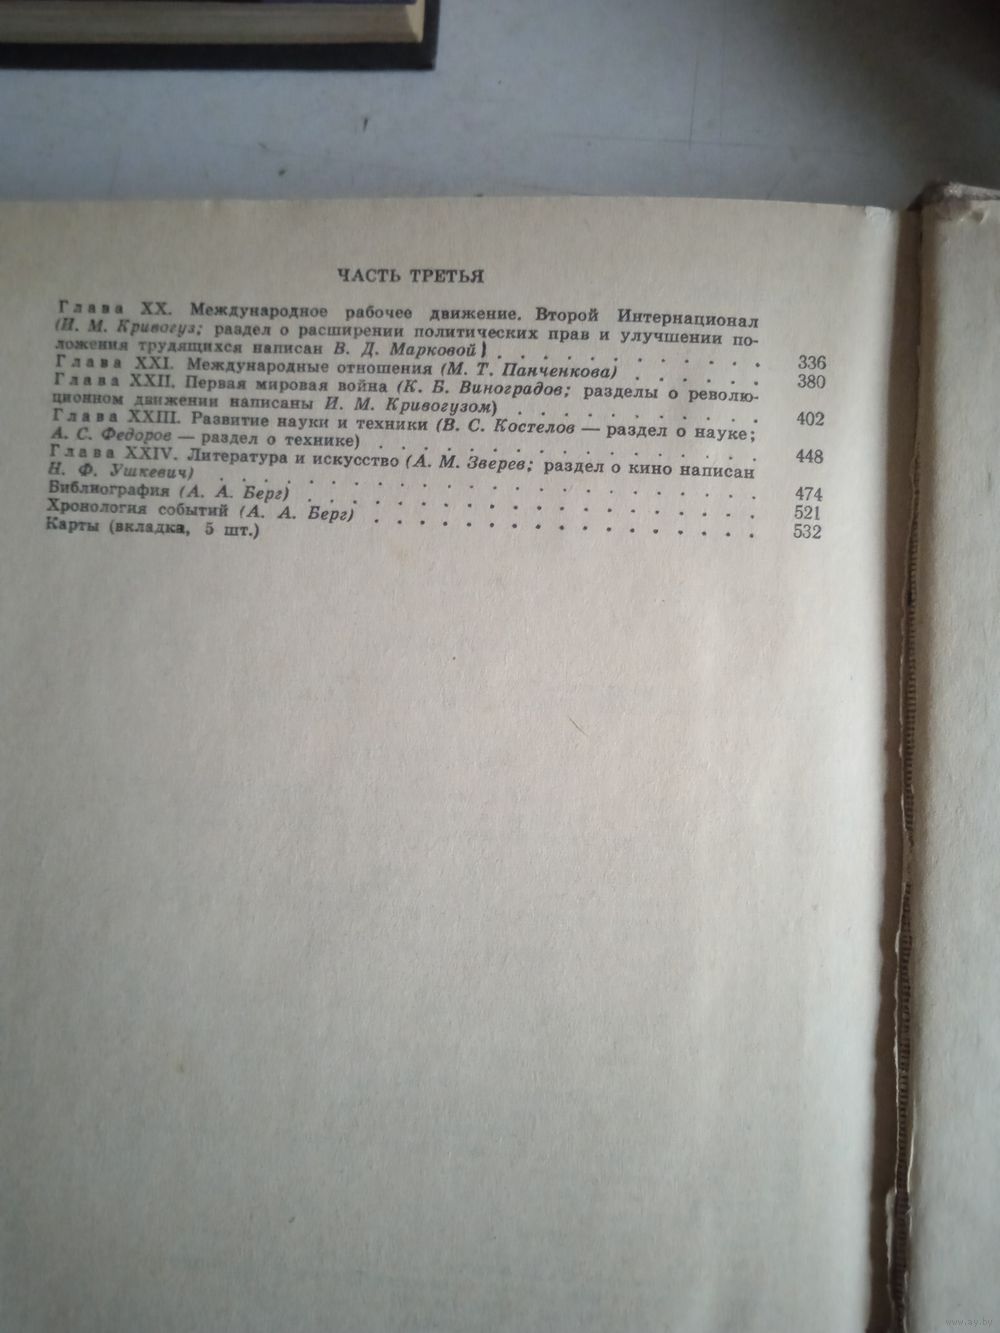 ЧАСТЬ ТРЕТЬЯ
Глава XX. Международное рабочее движение. Второй Интернационал
(И. М. Кривогуз; раздел о расширении политических прав и улучшении по-
ложения трудящихся написан В. Д. Марковой) . . . . . . . . . . 336
Глава XXI. Международные отношения (М. Т. Панченкова) . . . . . . 380
Глава XXII. Первая мировая война (К. Б. Виноградов; разделы о револю-
ционном движении написаны И. М. Кривогузом) . . . . . . . . . . 402
Глава XXIII. Развитие науки и техники (В. С. Костелов — раздел о науке;
А. С. Федоров — раздел о технике) . . . . . . . . . . . . . . . . 448
Глава XXIV. Литература и искусство (А. М. Зверев; раздел о кино написан
Н. Ф. Ушкевич) . . . . . . . . . . . . . . . . . . . . . . . 474
Библиография (А. А. Берг) . . . . . . . . . . . . . . . . . . . 521
Хронология событий (А. А. Берг) . . . . . . . . . . . . . . . . . 532
Карты (вкладка, 5 шт.)
www.ay.by